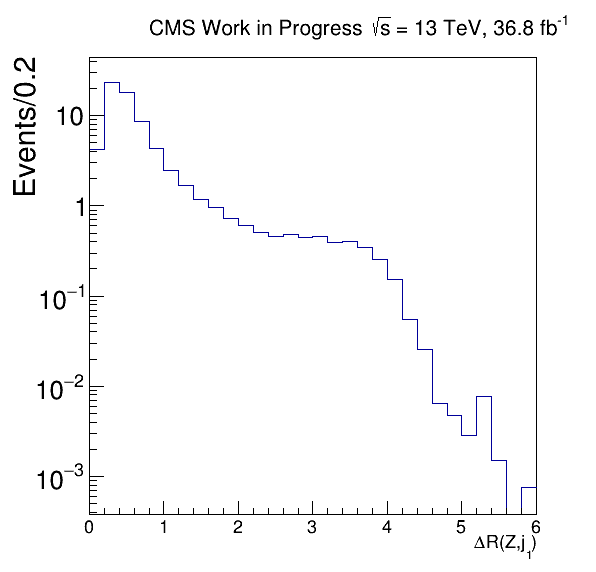 CMS Work in Progress √s = 13 TeV, 36.8 fb⁻¹
Events/0.2
10
1
10⁻¹
10⁻²
10⁻³
0 1 2 3 4 5 6
ΔR(Z,j₁)